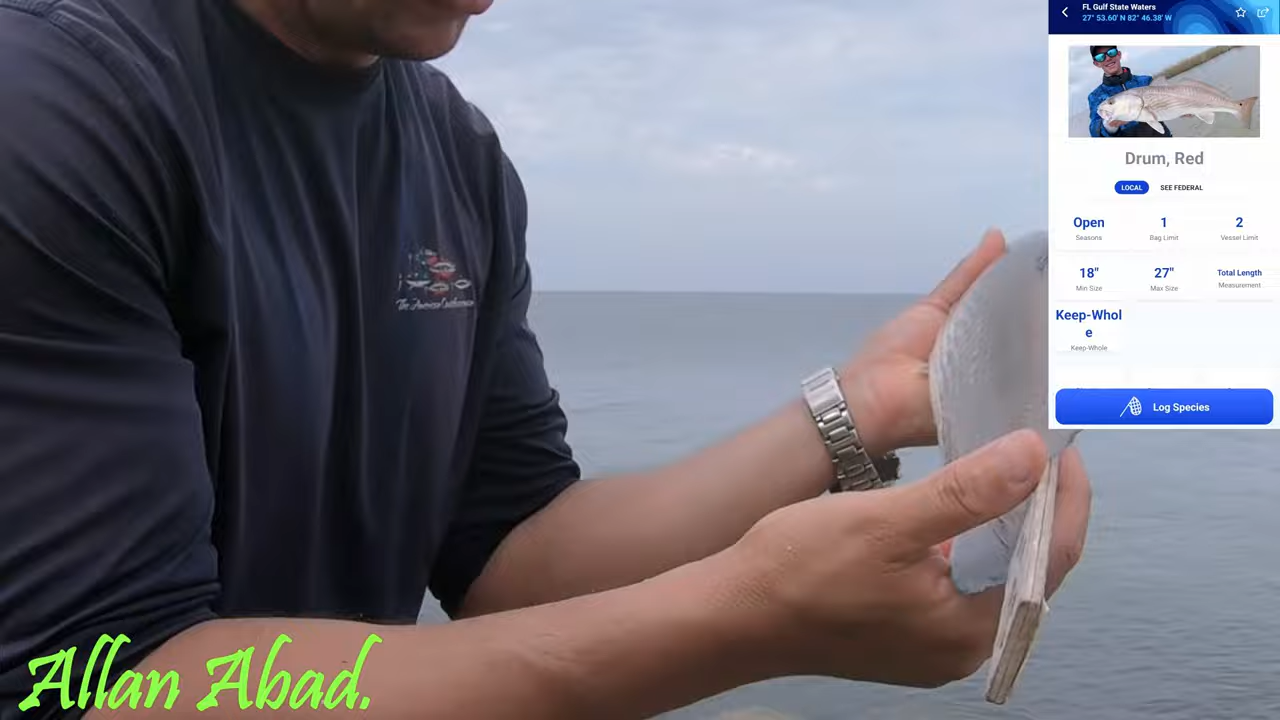 FL Gulf State Waters
27° 53.60' N 82° 46.38' W
Drum, Red
LOCAL SEE FEDERAL
Open 1 2
Seasons Bag Limit Vessel Limit
18" 27" Total Length
Min Size Max Size Measurement
Keep-Whol
e
Keep-Whole
Log Species
The American
Allan Abad.